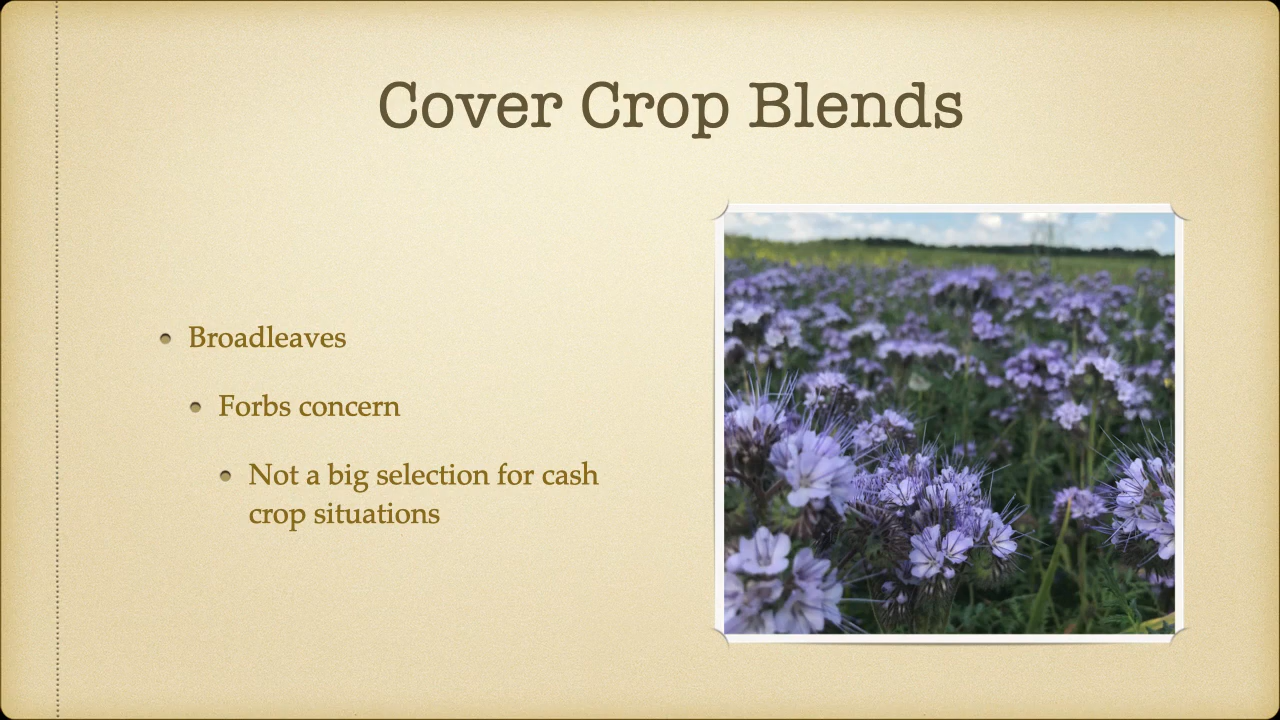 Cover Crop Blends
Broadleaves
Forbs concern
Not a big selection for cash
crop situations